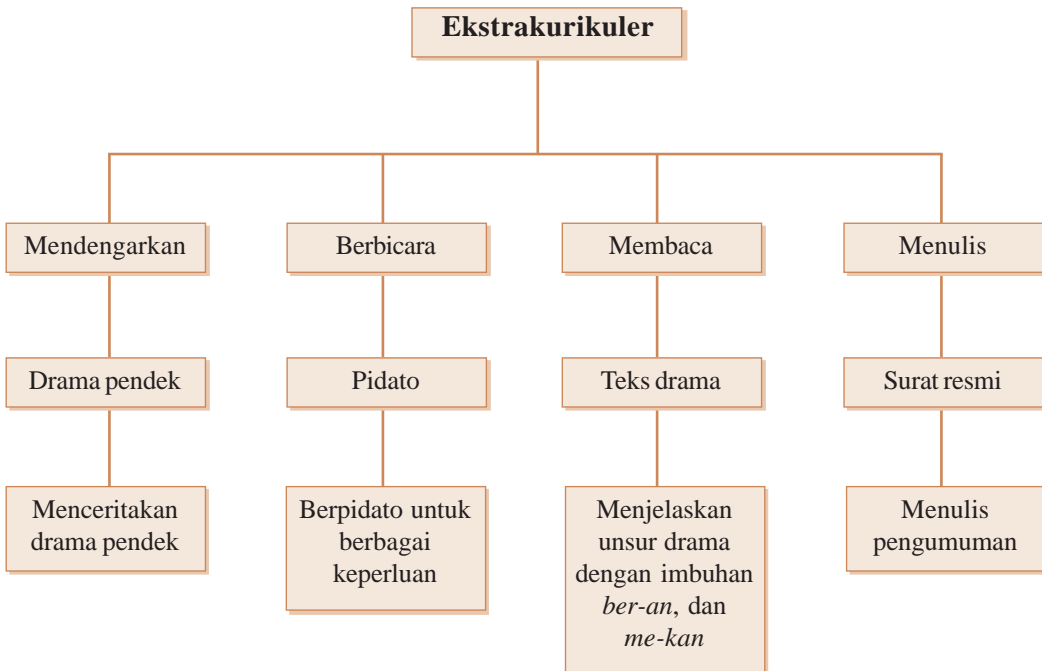 Ekstrakurikuler
Mendengarkan
Berbicara
Membaca
Menulis
Drama pendek
Pidato
Teks drama
Surat resmi
Menceritakan
drama pendek
Berpidato untuk
berbagai
keperluan
Menjelaskan
unsur drama
dengan imbuhan
ber-an, dan
me-kan
Menulis
pengumuman